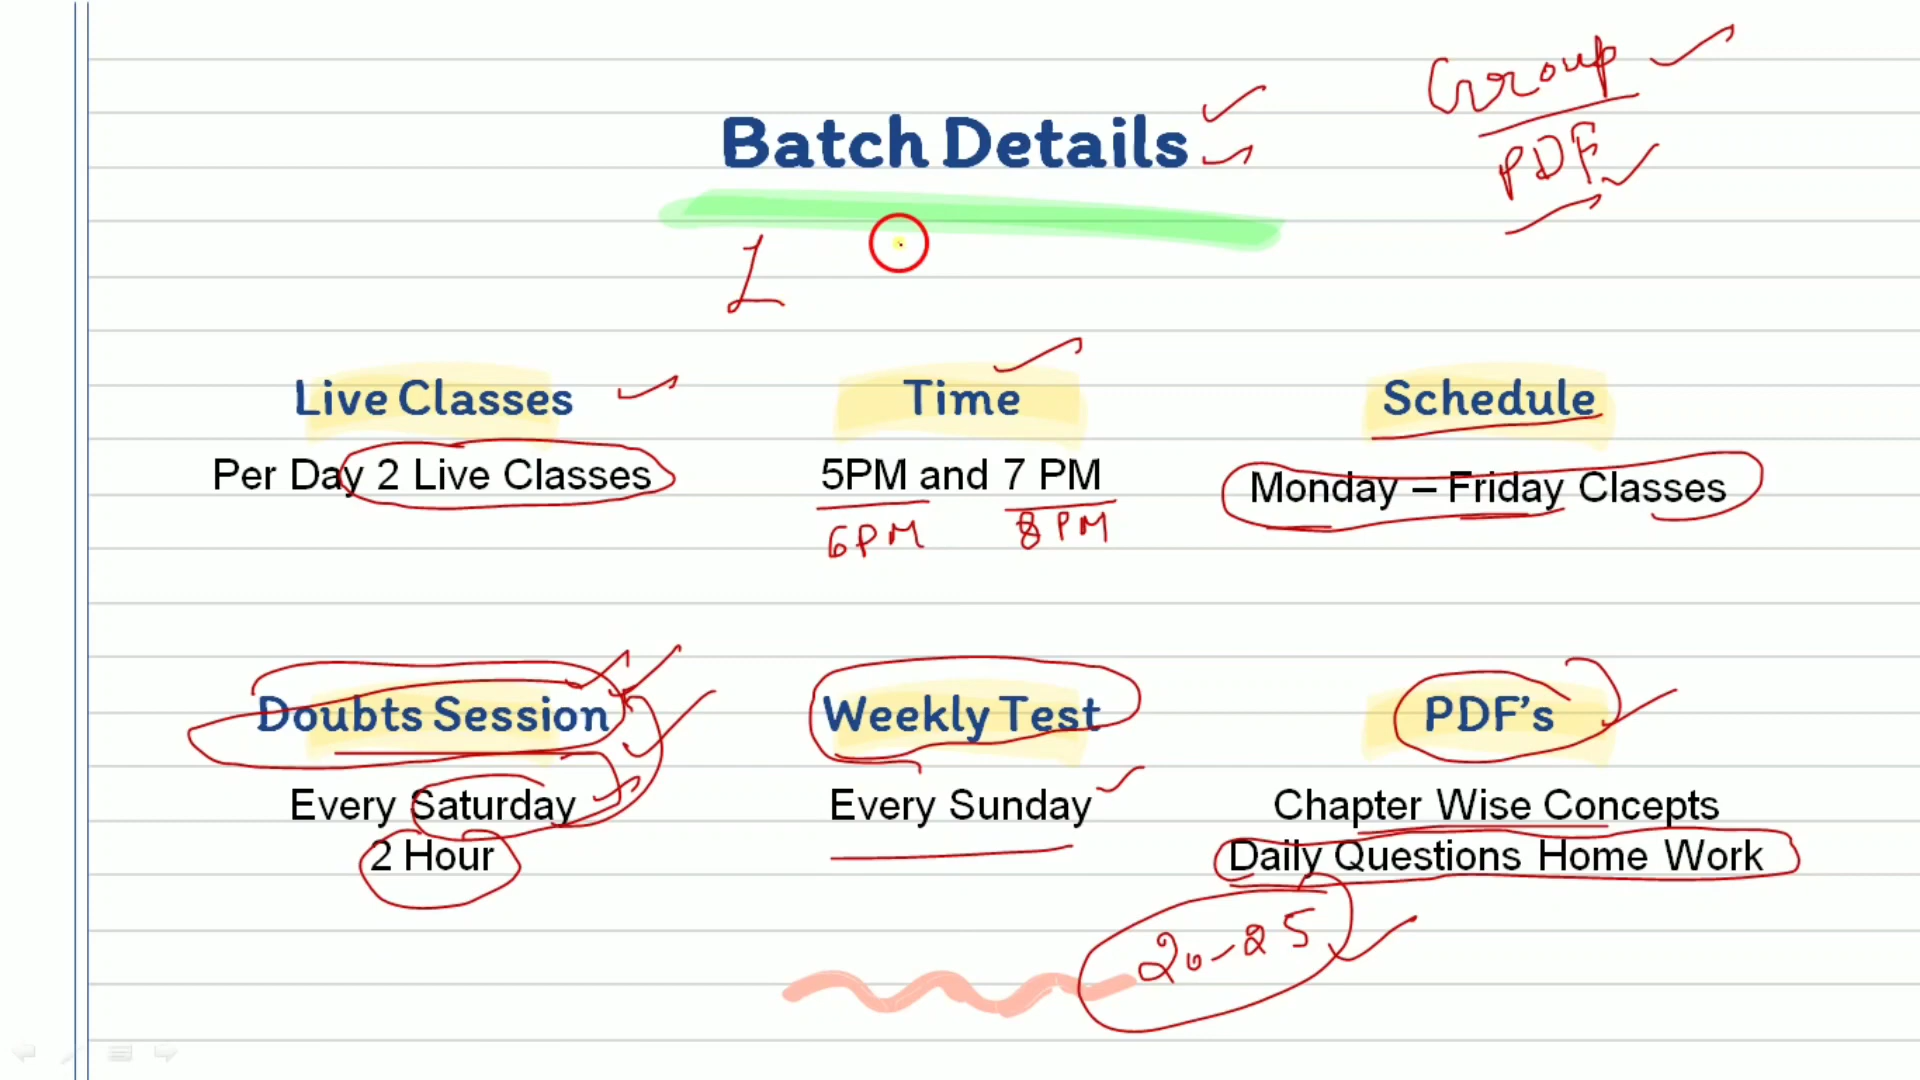 Group
PDF
Batch Details
L
Live Classes
Per Day 2 Live Classes
Time
5PM and 7 PM
6PM 8PM
Schedule
Monday – Friday Classes
Doubts Session
Every Saturday
2 Hour
Weekly Test
Every Sunday
PDF’s
Chapter Wise Concepts
Daily Questions Home Work
20-25